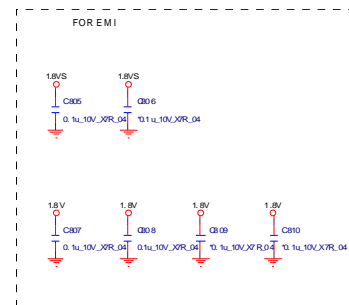 FOR EMI
1.8VS 1.8VS
C805 C806
0.1u_10V_X7R_04 *0.1u_10V_X7R_04
1.8V 1.8V 1.8V 1.8V
C807 C808 C809 C810
0.1u_10V_X7R_04 0.1u_10V_X7R_04 *0.1u_10V_X7R_04 *0.1u_10V_X7R_04